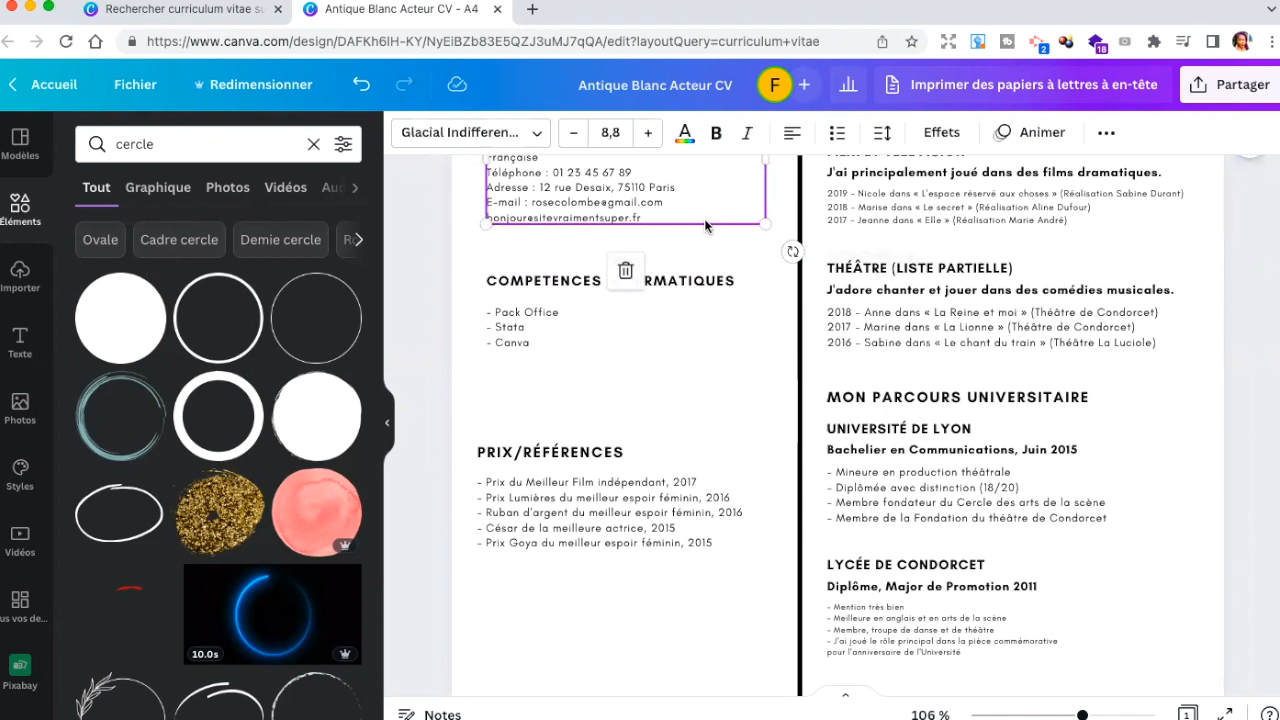 Rechercher curriculum vitae su
Antique Blanc Acteur CV - A4
https://www.canva.com/design/DAFKh6lH-KY/NyEiBZb83E5QZJ3uMJ7qQA/edit?layoutQuery=curriculum+vitae
2
18
Accueil
Fichier
Redimensionner
Antique Blanc Acteur CV
F
Imprimer des papiers à lettres à en-tête
Partager
cercle
Glacial Indifferen...
8,8
A
B
I
Effets
Animer
Modèles
Éléments
Importer
Texte
Photos
Styles
Vidéos
us vos de...
Pixabay
Tout
Graphique
Photos
Vidéos
Ovale
Cadre cercle
Demie cercle
10.0s
française
Téléphone : 01 23 45 67 89
Adresse : 12 rue Desaix, 75110 Paris
E-mail : rosecolombe@gmail.com
bonjour@sitevraimentsuper.fr
COMPETENCES RMATIQUES
- Pack Office
- Stata
- Canva
PRIX/RÉFÉRENCES
- Prix du Meilleur Film indépendant, 2017
- Prix Lumières du meilleur espoir féminin, 2016
- Ruban d'argent du meilleur espoir féminin, 2016
- César de la meilleure actrice, 2015
- Prix Goya du meilleur espoir féminin, 2015
J'ai principalement joué dans des films dramatiques.
2019 - Nicole dans « L'espace réservé aux choses » (Réalisation Sabine Durant)
2018 - Marise dans « Le secret » (Réalisation Aline Dufour)
2017 - Jeanne dans « Elle » (Réalisation Marie André)
THÉÂTRE (LISTE PARTIELLE)
J'adore chanter et jouer dans des comédies musicales.
2018 - Anne dans « La Reine et moi » (Théâtre de Condorcet)
2017 - Marine dans « La Lionne » (Théâtre de Condorcet)
2016 - Sabine dans « Le chant du train » (Théâtre La Luciole)
MON PARCOURS UNIVERSITAIRE
UNIVERSITÉ DE LYON
Bachelier en Communications, Juin 2015
- Mineure en production théâtrale
- Diplômée avec distinction (18/20)
- Membre fondateur du Cercle des arts de la scène
- Membre de la Fondation du théâtre de Condorcet
LYCÉE DE CONDORCET
Diplôme, Major de Promotion 2011
- Mention très bien
- Meilleure en anglais et en arts de la scène
- Membre, troupe de danse et de théâtre
- J'ai joué le rôle principal dans la pièce commémorative
pour l'anniversaire de l'Université
Notes
106 %
1